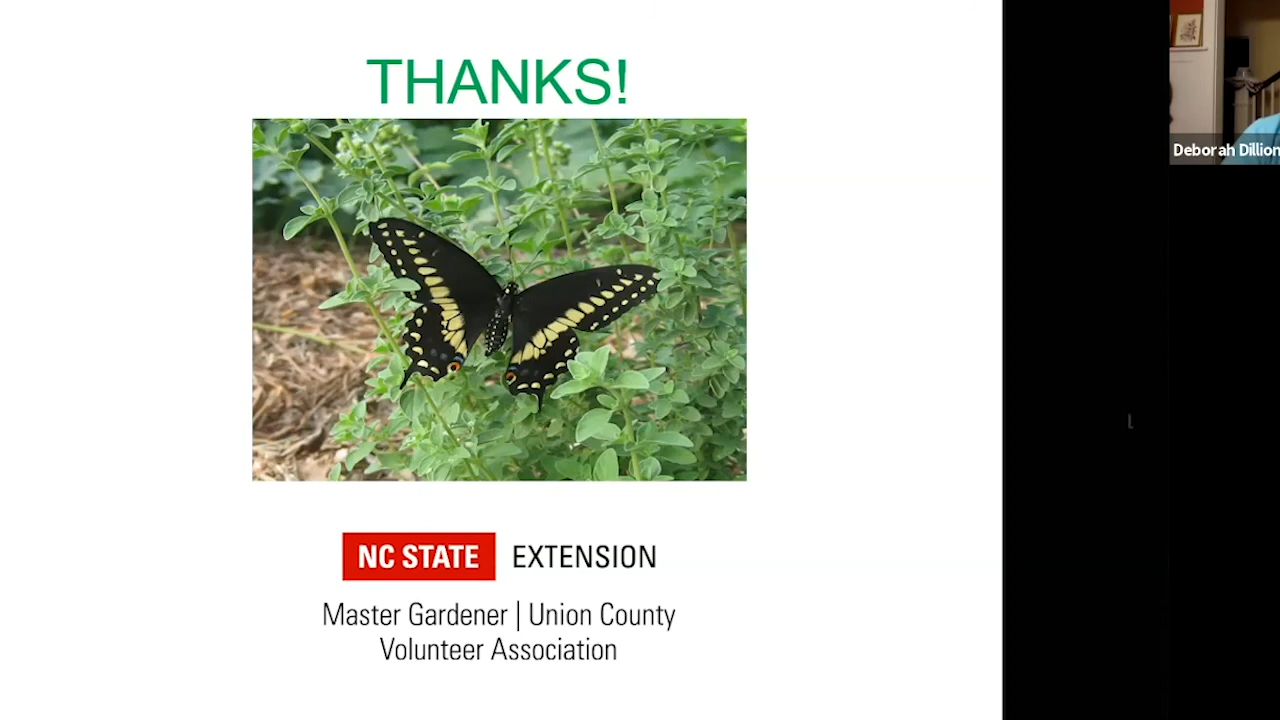 THANKS!
Deborah Dillion
NC STATE EXTENSION
Master Gardener | Union County
Volunteer Association